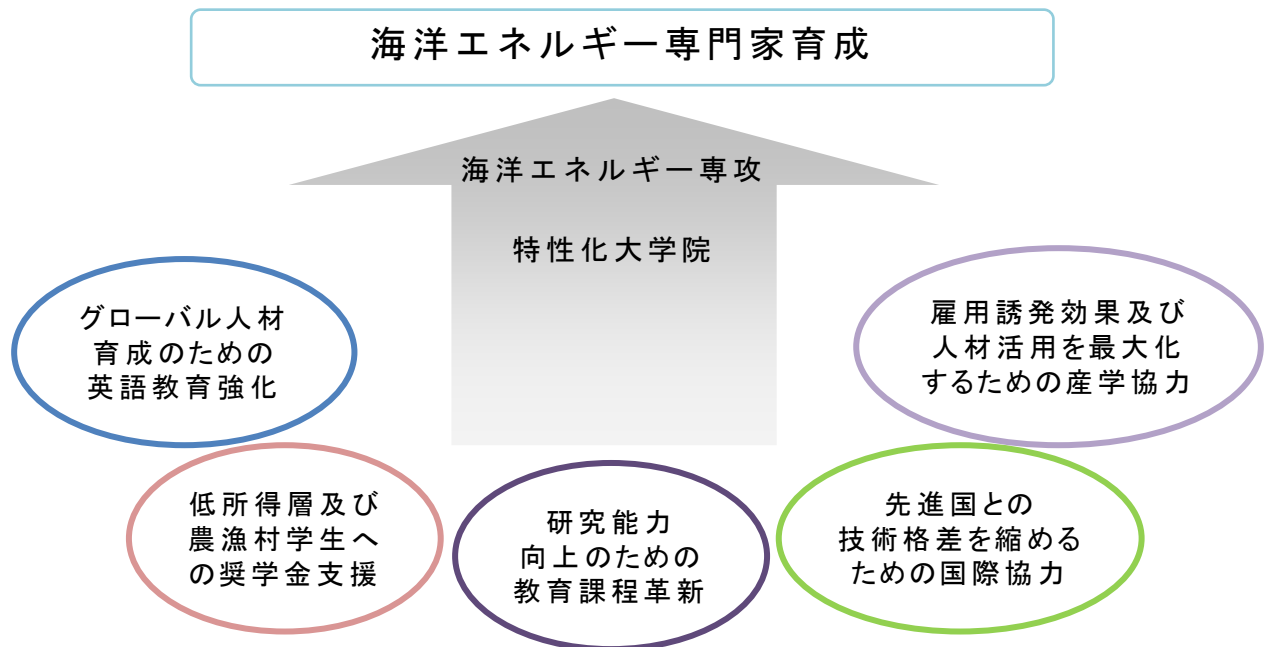 海洋エネルギー専門家育成
海洋エネルギー専攻
特性化大学院
グローバル人材
育成のための
英語教育強化
雇用誘発効果及び
人材活用を最大化
するための産学協力
低所得層及び
農漁村学生へ
の奨学金支援
研究能力
向上のための
教育課程革新
先進国との
技術格差を縮める
ための国際協力